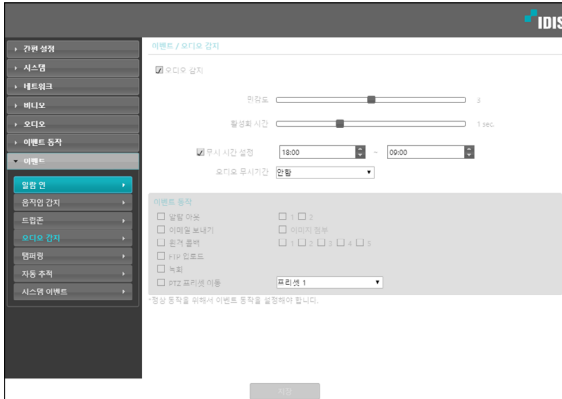 IDIS
간편 설정
시스템
네트워크
비디오
오디오
이벤트 동작
이벤트
알람 인
움직임 감지
트립존
오디오 감지
탬퍼링
자동 추적
시스템 이벤트
이벤트 / 오디오 감지
오디오 감지
민감도 3
활성화 시간 1 sec.
무시 시간 설정 18:00 ~ 09:00
오디오 무시기간 안함
이벤트 동작
알람 아웃 1 2
이메일 보내기 이미지 첨부
원격 콜백 1 2 3 4 5
FTP 업로드
녹화
PTZ 프리셋 이동 프리셋 1
*정상 동작을 위해서 이벤트 동작을 설정해야 합니다.
저장